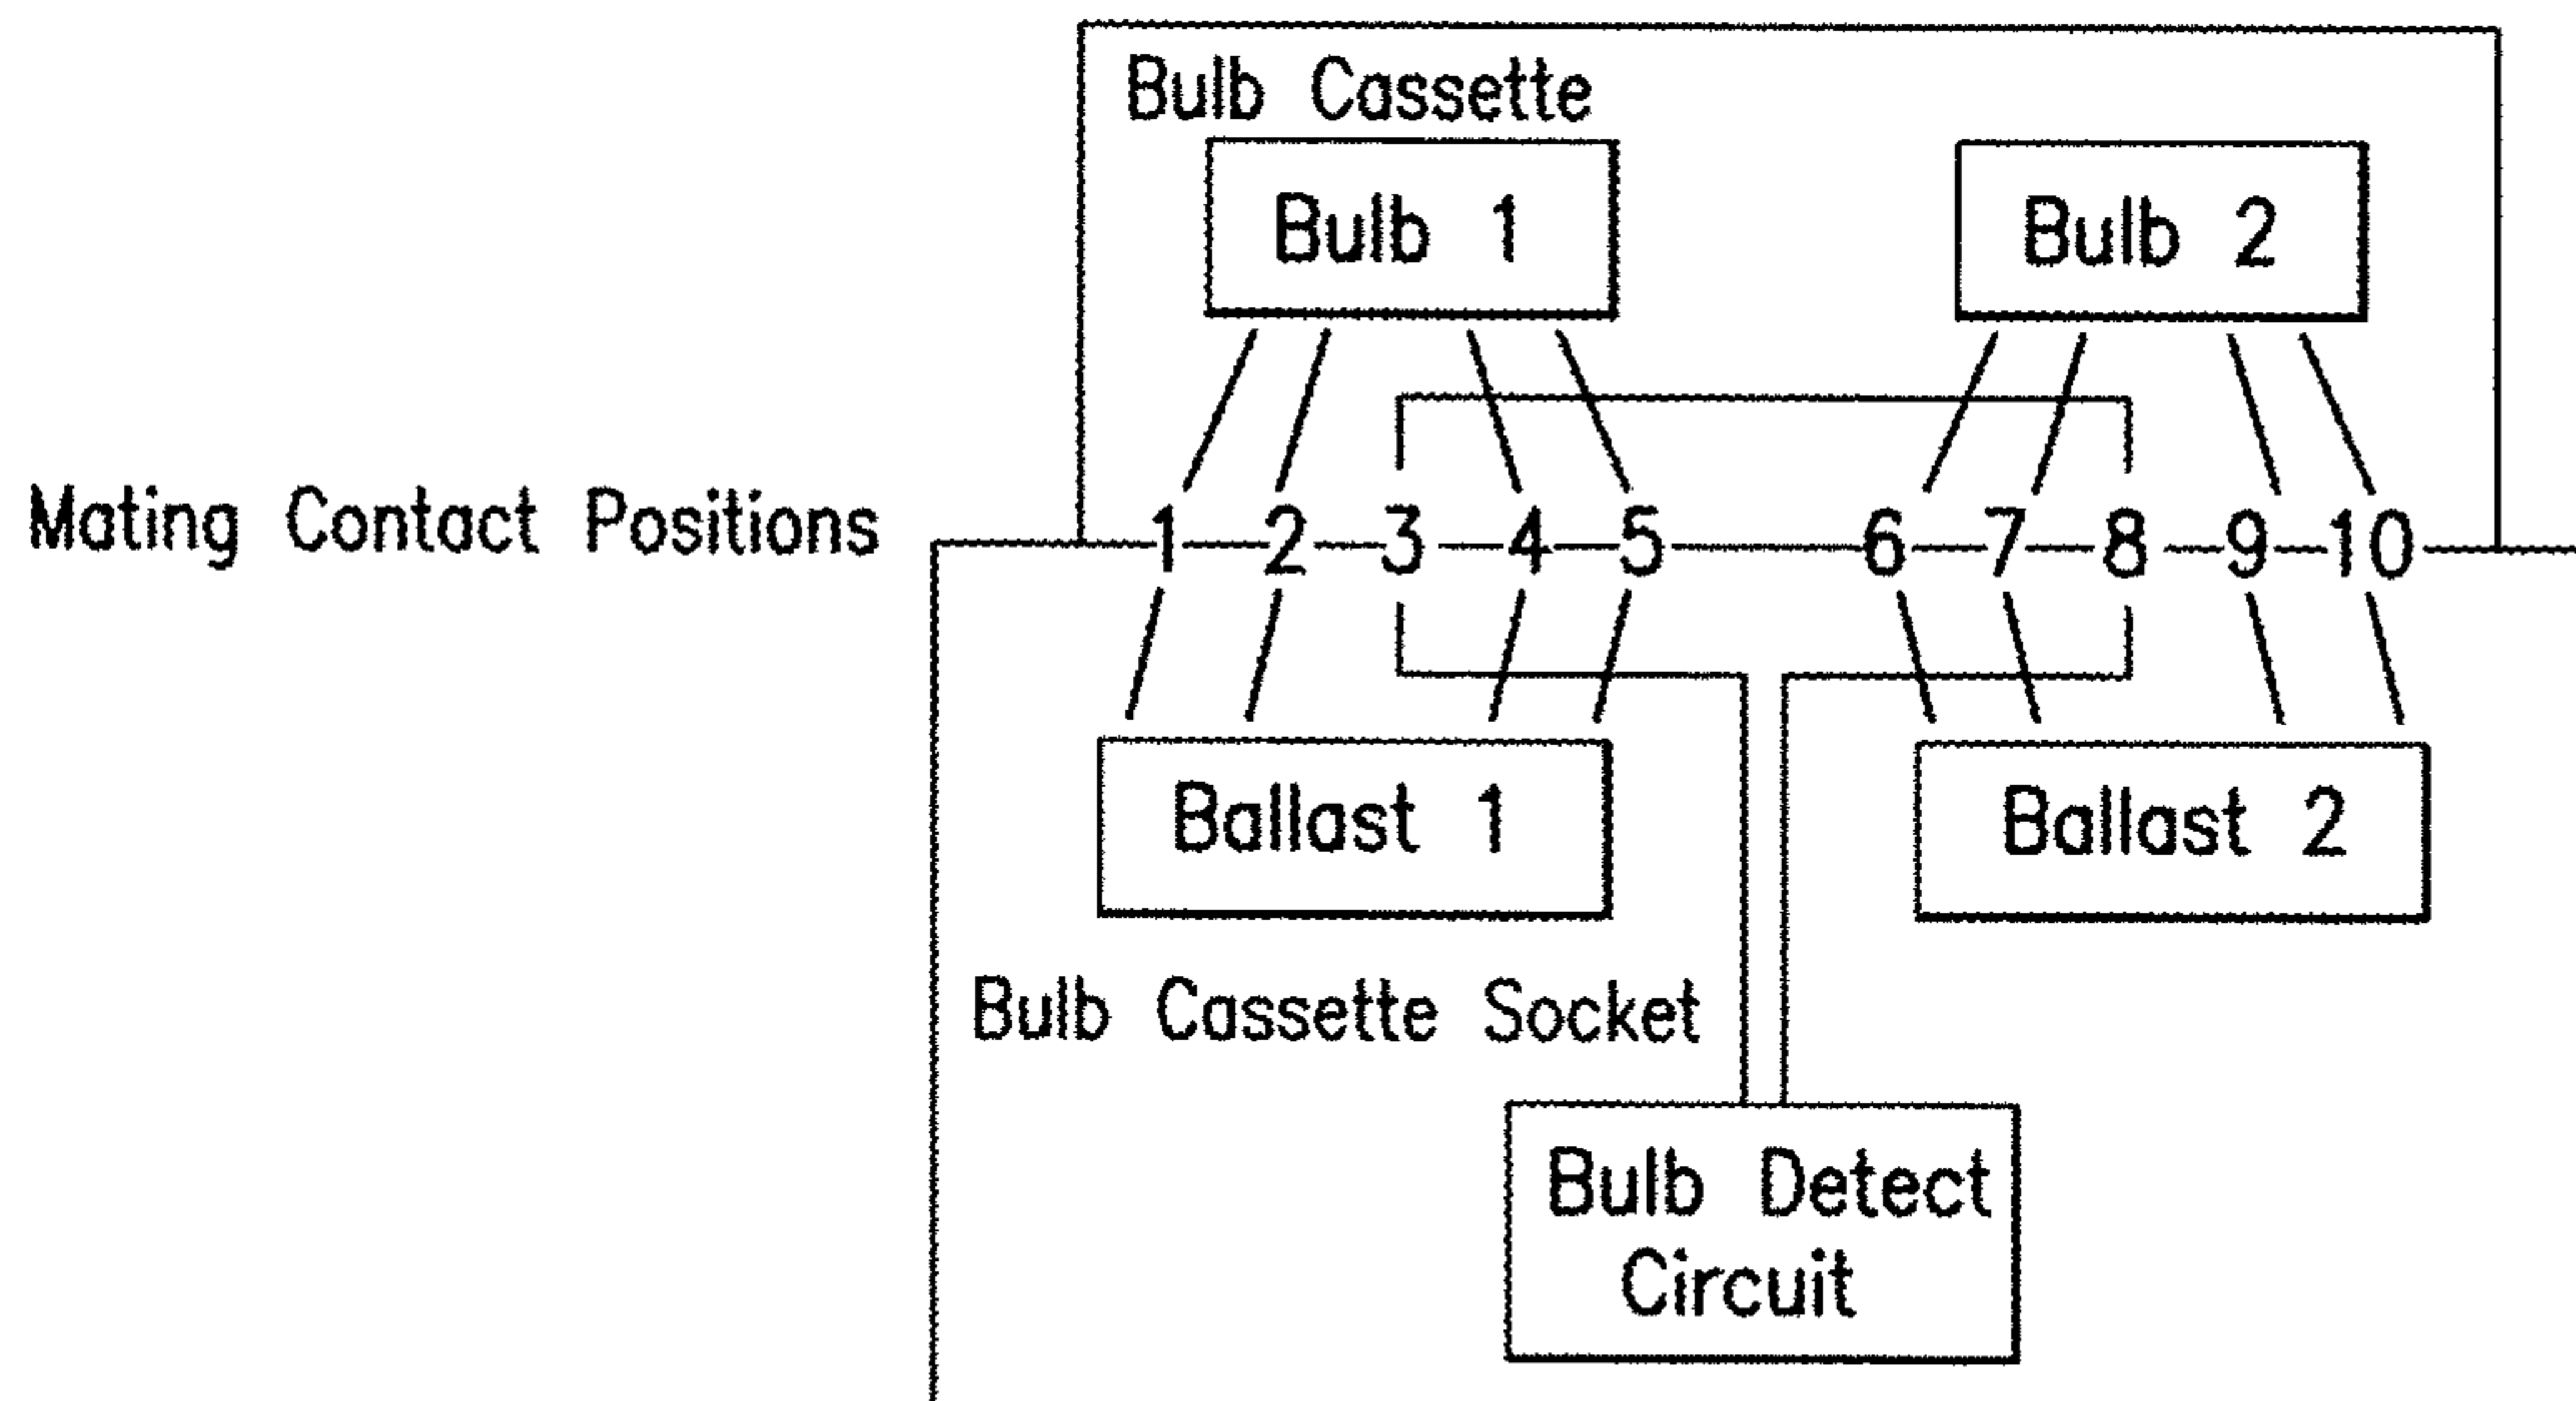 Bulb Cassette
Bulb 1
Bulb 2
Mating Contact Positions
1 2 3 4 5 6 7 8 9 10
Ballast 1
Ballast 2
Bulb Cassette Socket
Bulb Detect
Circuit